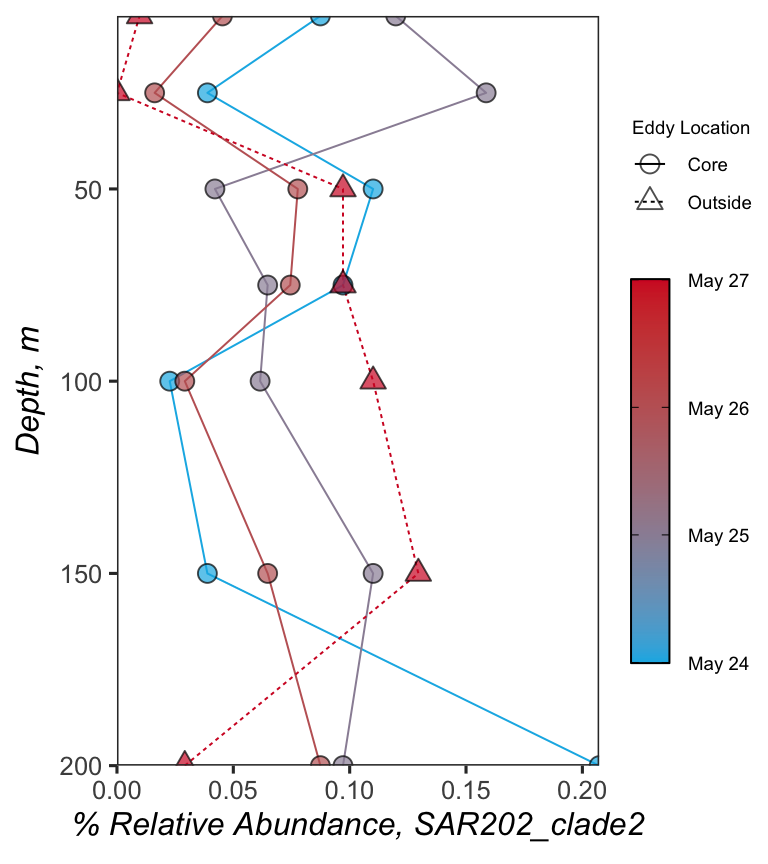 Eddy Location
Core
Outside
May 27
May 26
May 25
May 24
Depth, m
50
100
150
200
0.00 0.05 0.10 0.15 0.20
% Relative Abundance, SAR202_clade2